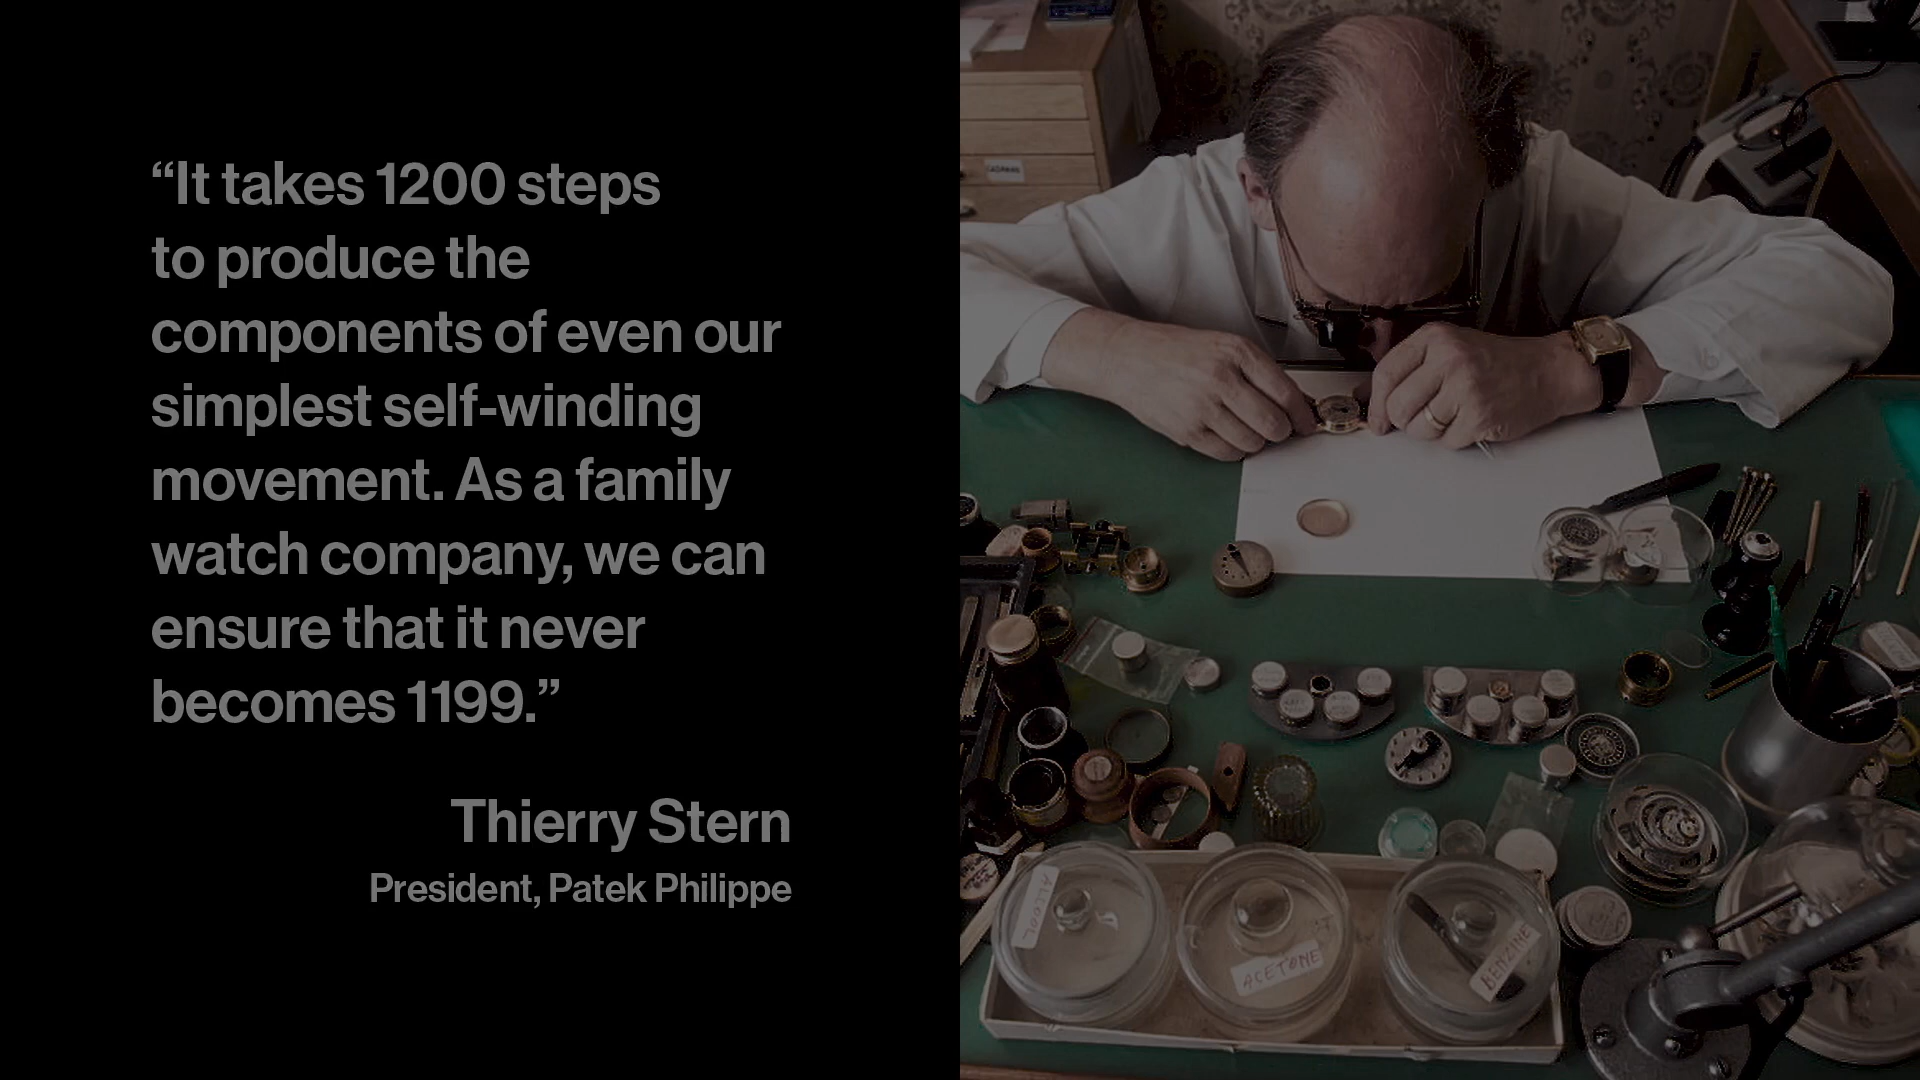 “It takes 1200 steps
to produce the
components of even our
simplest self-winding
movement. As a family
watch company, we can
ensure that it never
becomes 1199.”
Thierry Stern
President, Patek Philippe
ALCOOL
ACETONE
BENZINE